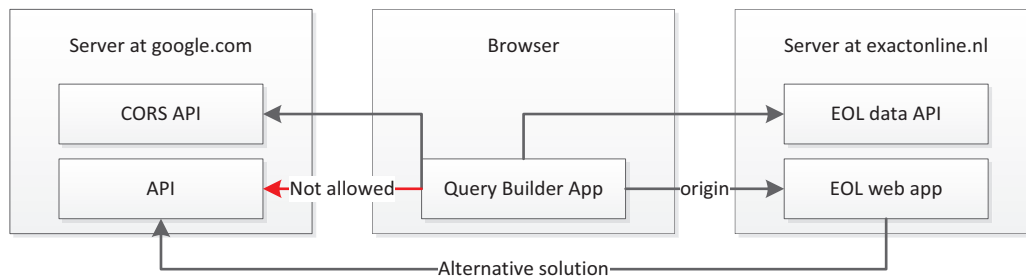 Server at google.com
Browser
Server at exactonline.nl
CORS API
EOL data API
API
Not allowed
Query Builder App
origin
EOL web app
Alternative solution